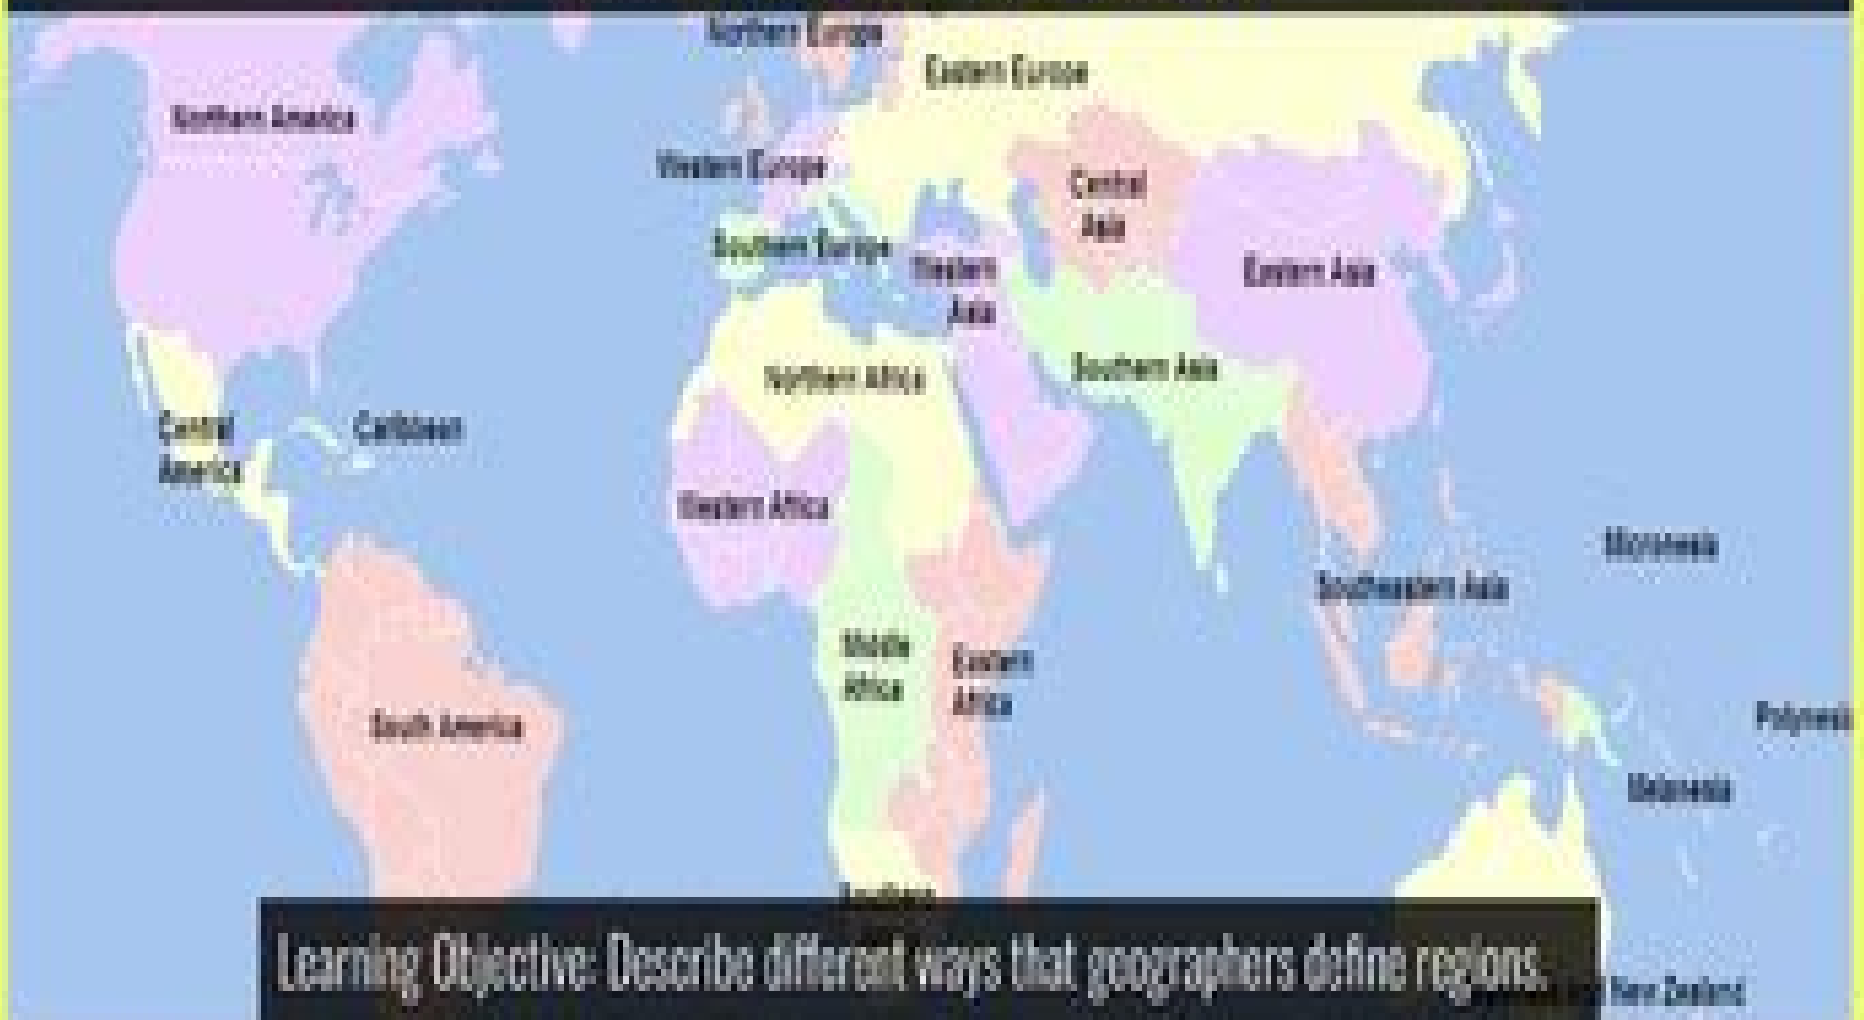 Northern Europe
Eastern Europe
Northern America
Western Europe
Central
Asia
Southern Europe
Western
Asia
Eastern Asia
Southern Asia
Northern Africa
Central
America
Caribbean
Western Africa
Micronesia
Southeastern Asia
Middle
Africa
Eastern
Africa
South America
Polynesi
Melanesia
Southern
Learning Objective: Describe different ways that geographers define regions.
New Zealand